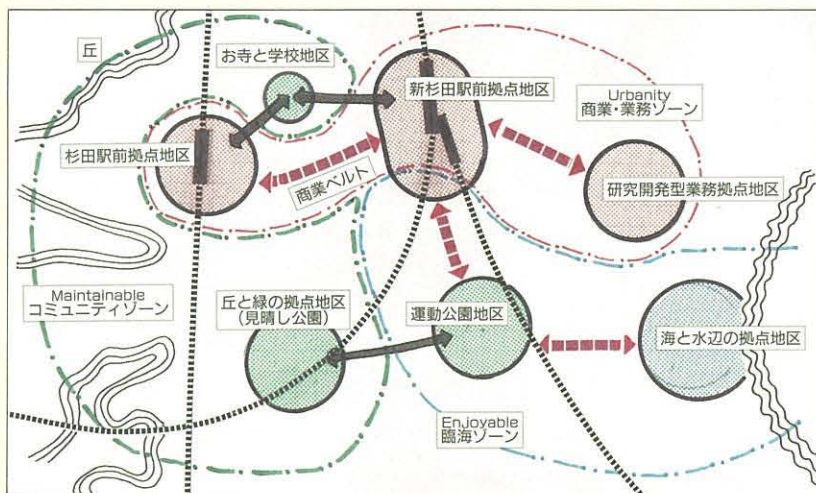 丘
お寺と学校地区
新杉田駅前拠点地区
Urbanity
商業・業務ゾーン
杉田駅前拠点地区
商業ベルト
研究開発型業務拠点地区
Maintainable
コミュニティゾーン
丘と緑の拠点地区
(見晴し公園)
運動公園地区
海と水辺の拠点地区
Enjoyable
臨海ゾーン